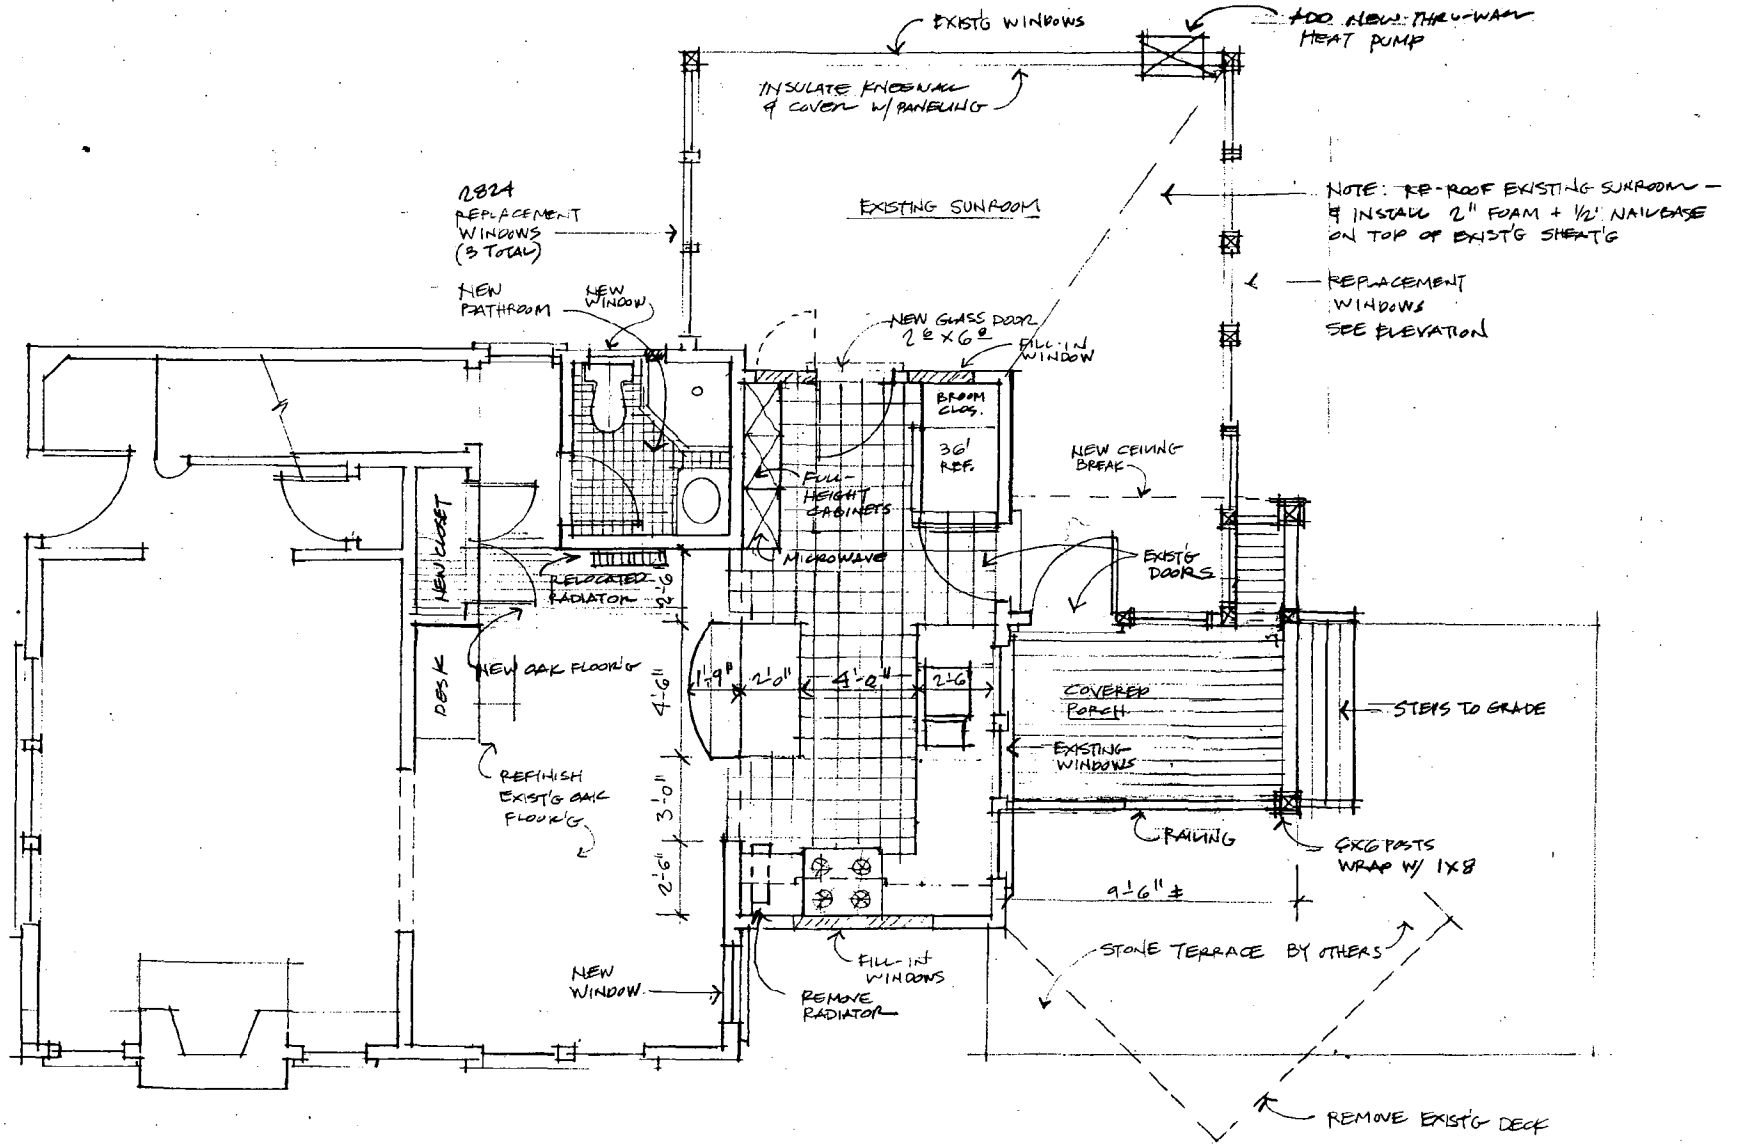 EXIST'G WINDOWS
ADD NEW THRU-WALL
HEAT PUMP
INSULATE KNEEWALL
& COVER W/ PANELING
2824
REPLACEMENT
WINDOWS
(3 TOTAL)
EXISTING SUNROOM
NOTE: RE-ROOF EXISTING SUNROOM –
& INSTALL 2" FOAM + 1/2" NAILBASE
ON TOP OF EXIST'G SHEAT'G
REPLACEMENT
WINDOWS
SEE ELEVATION
NEW
BATHROOM
NEW
WINDOW
NEW GLASS DOOR
2⁶ X 6⁸
FILL-IN
WINDOW
BROOM
CLOS.
36'
REF.
NEW CEILING
BREAK
FULL-
HEIGHT
CABINETS
MICROWAVE
EXIST'G
DOORS
NEW CLOSET
RELOCATED
RADIATOR
2'-6"
NEW OAK FLOOR'G
DESK
4'-6"
1'-9"
2'-0"
4'-0"
2'-6"
COVERED
PORCH
STEPS TO GRADE
EXISTING
WINDOWS
REFINISH
EXIST'G OAK
FLOOR'G
3'-0"
2'-6"
RAILING
6X6 POSTS
WRAP W/ 1X8
9'-6" ±
STONE TERRACE BY OTHERS
FILL-IN
WINDOWS
NEW
WINDOW
REMOVE
RADIATOR
REMOVE EXIST'G DECK